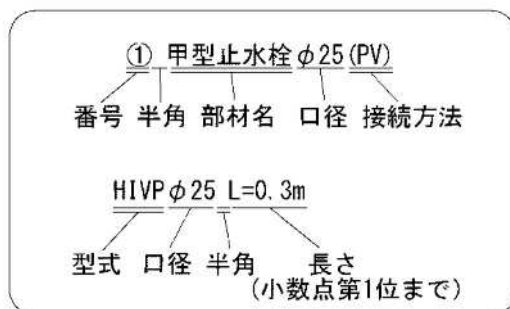 ① 甲型止水栓φ25(PV)
番号 半角 部材名 口径 接続方法
HIVPφ25 L=0.3m
型式 口径 半角 長さ
(小数点第1位まで)